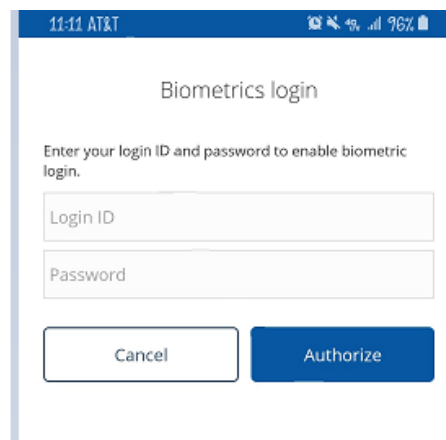 11:11 AT&T 96%
Biometrics login
Enter your login ID and password to enable biometric
login.
Login ID
Password
Cancel Authorize